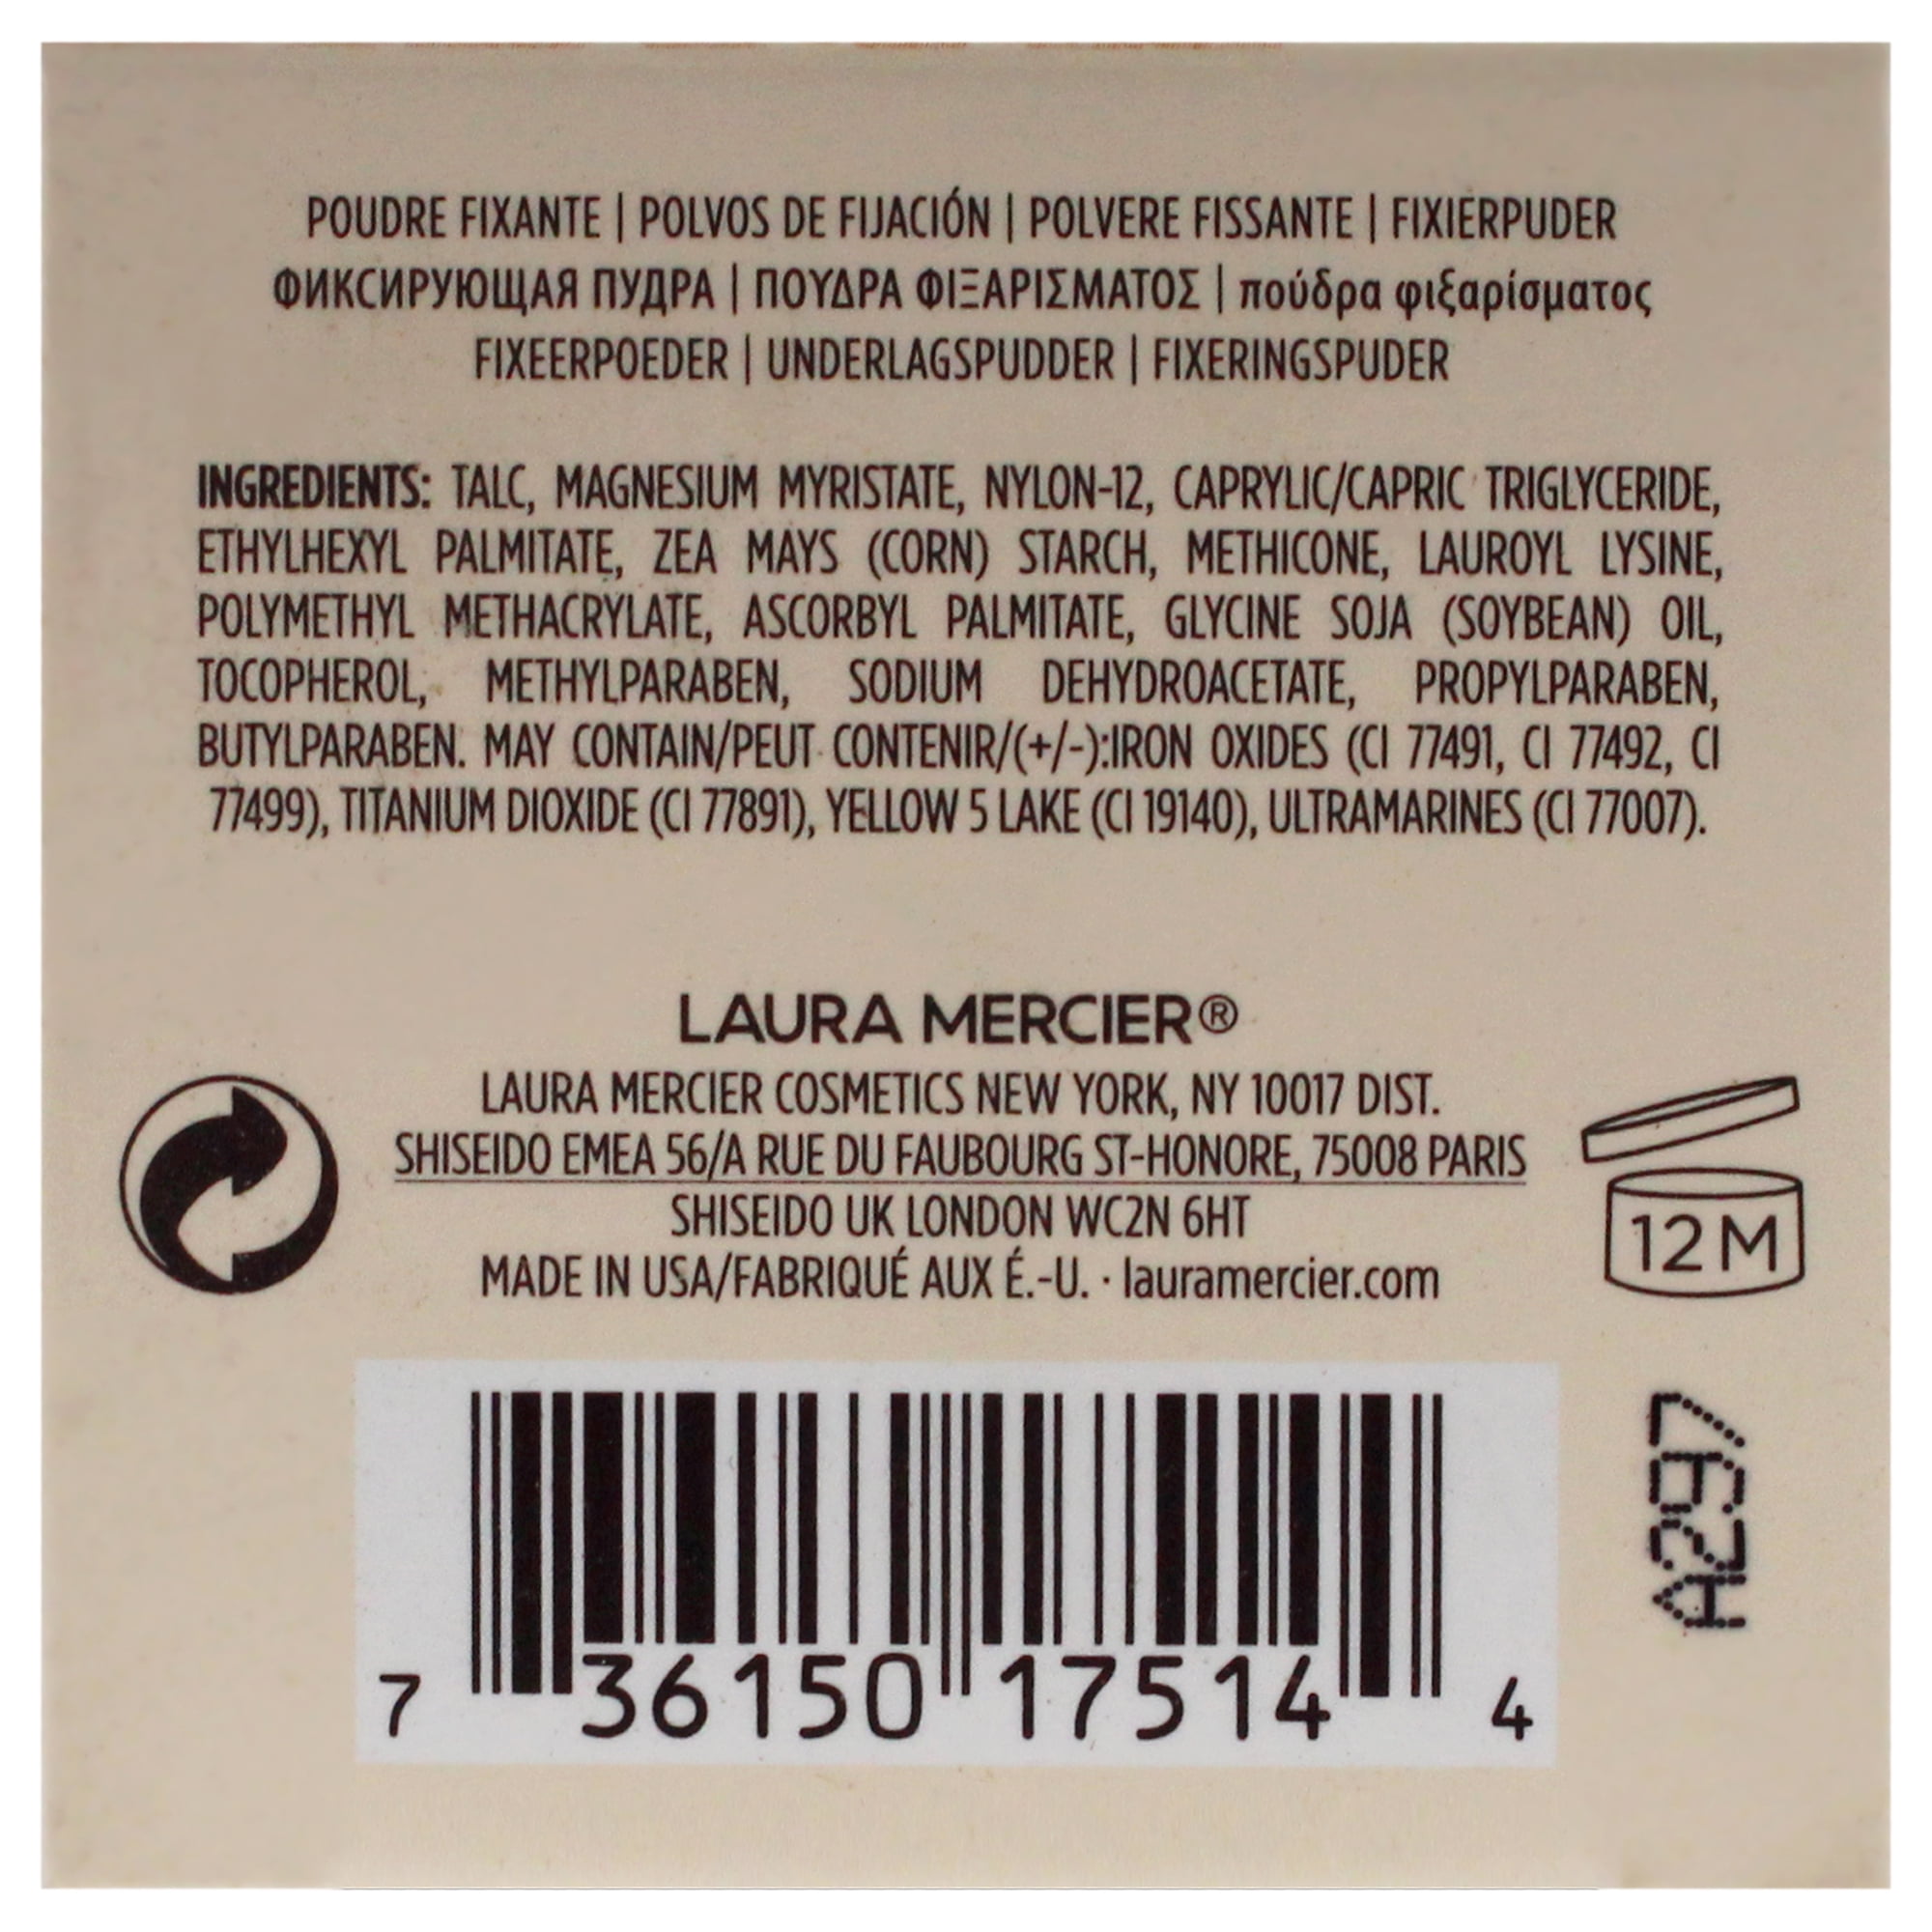 POUDRE FIXANTE | POLVOS DE FIJACIÓN | POLVERE FISSANTE | FIXIERPUDER
ФИКСИРУЮЩАЯ ПУДРА | ΠΟΥΔΡΑ ΦΙΞΑΡΙΣΜΑΤΟΣ | πούδρα φιξαρίσματος
FIXEERPOEDER | UNDERLAGSPUDDER | FIXERINGSPUDER
INGREDIENTS: TALC, MAGNESIUM MYRISTATE, NYLON-12, CAPRYLIC/CAPRIC TRIGLYCERIDE,
ETHYLHEXYL PALMITATE, ZEA MAYS (CORN) STARCH, METHICONE, LAUROYL LYSINE,
POLYMETHYL METHACRYLATE, ASCORBYL PALMITATE, GLYCINE SOJA (SOYBEAN) OIL,
TOCOPHEROL, METHYLPARABEN, SODIUM DEHYDROACETATE, PROPYLPARABEN,
BUTYLPARABEN. MAY CONTAIN/PEUT CONTENIR/(+/-):IRON OXIDES (CI 77491, CI 77492, CI
77499), TITANIUM DIOXIDE (CI 77891), YELLOW 5 LAKE (CI 19140), ULTRAMARINES (CI 77007).
LAURA MERCIER®
LAURA MERCIER COSMETICS NEW YORK, NY 10017 DIST.
SHISEIDO EMEA 56/A RUE DU FAUBOURG ST-HONORE, 75008 PARIS
SHISEIDO UK LONDON WC2N 6HT
MADE IN USA/FABRIQUÉ AUX É.-U. · lauramercier.com
12M
A297
7 36150 17514 4